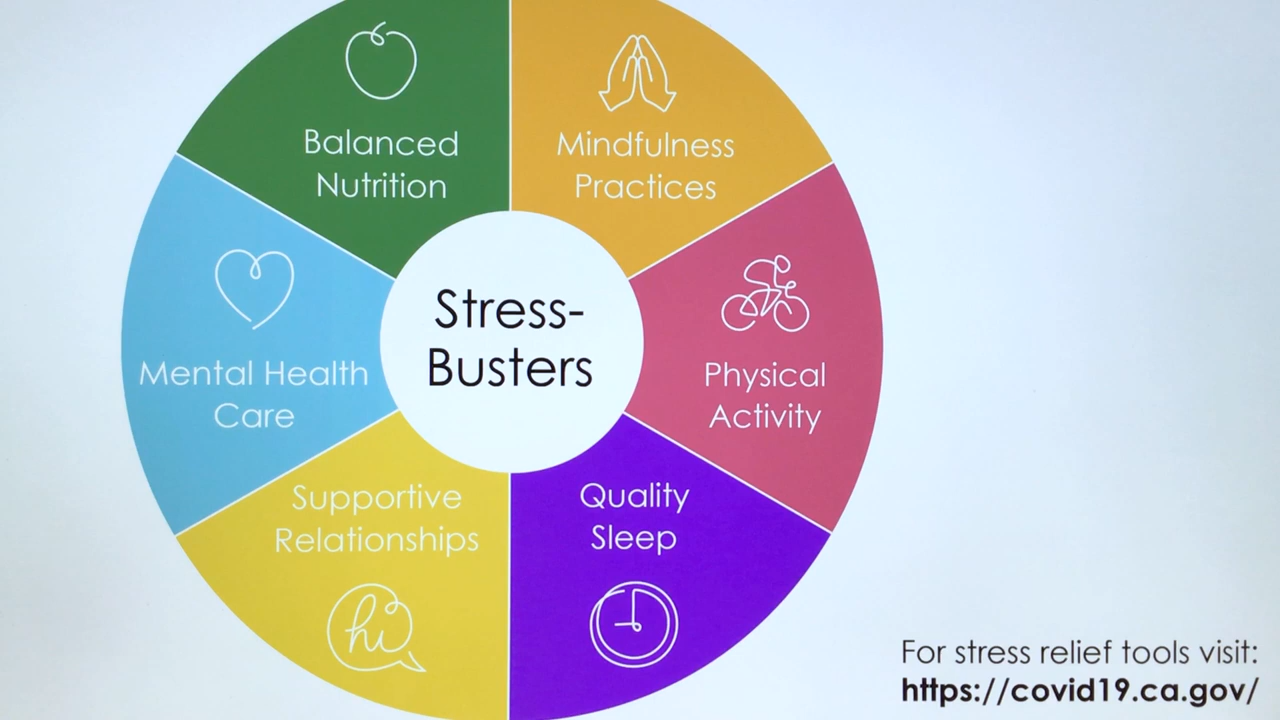 Balanced
Nutrition
Mindfulness
Practices
Mental Health
Care
Stress-
Busters
Physical
Activity
Supportive
Relationships
hi
Quality
Sleep
For stress relief tools visit:
https://covid19.ca.gov/